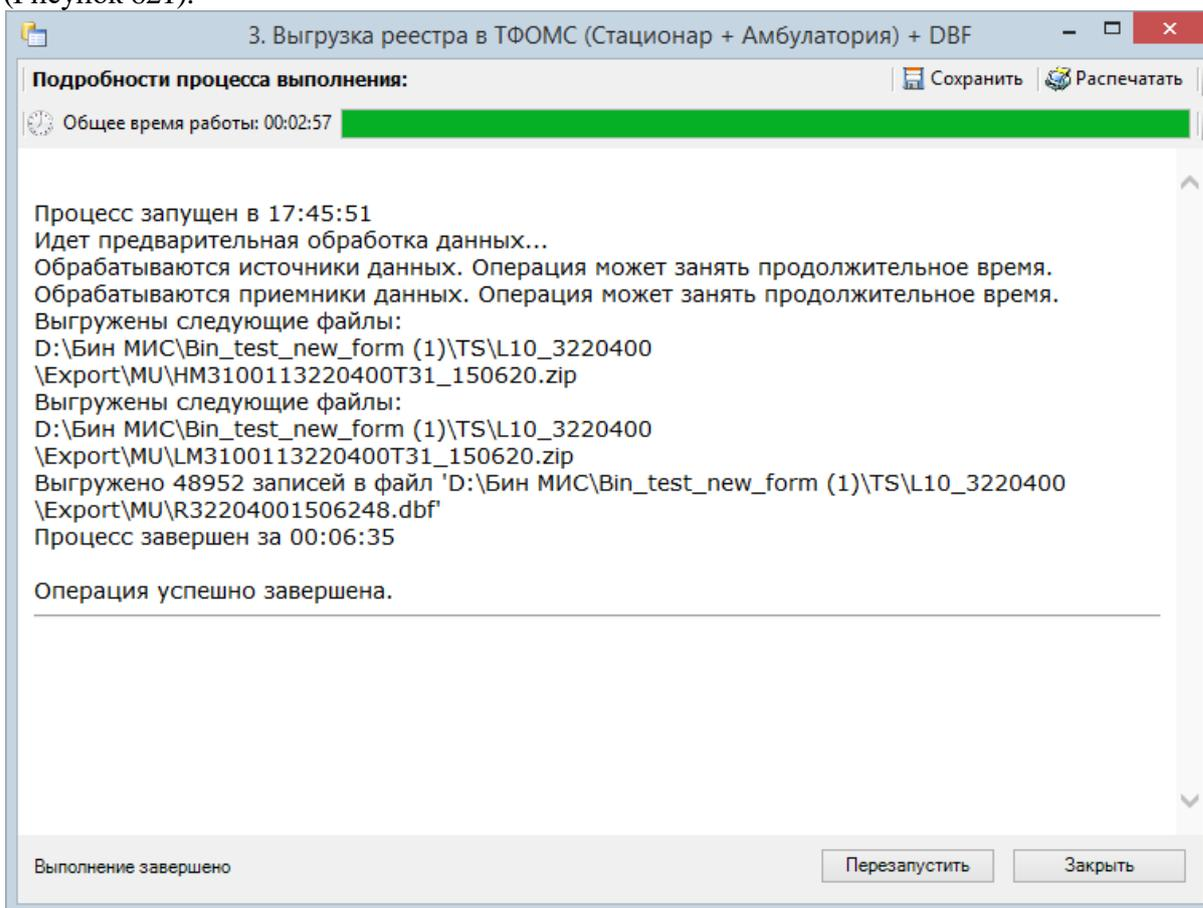 (Рисунок 821).
3. Выгрузка реестра в ТФОМС (Стационар + Амбулатория) + DBF
Подробности процесса выполнения:
Сохранить
Распечатать
Общее время работы: 00:02:57
Процесс запущен в 17:45:51
Идет предварительная обработка данных...
Обрабатываются источники данных. Операция может занять продолжительное время.
Обрабатываются приемники данных. Операция может занять продолжительное время.
Выгружены следующие файлы:
D:\Бин МИС\Bin_test_new_form (1)\TS\L10_3220400
\Export\MU\HM3100113220400T31_150620.zip
Выгружены следующие файлы:
D:\Бин МИС\Bin_test_new_form (1)\TS\L10_3220400
\Export\MU\LM3100113220400T31_150620.zip
Выгружено 48952 записей в файл 'D:\Бин МИС\Bin_test_new_form (1)\TS\L10_3220400
\Export\MU\R32204001506248.dbf'
Процесс завершен за 00:06:35
Операция успешно завершена.
Выполнение завершено
Перезапустить
Закрыть